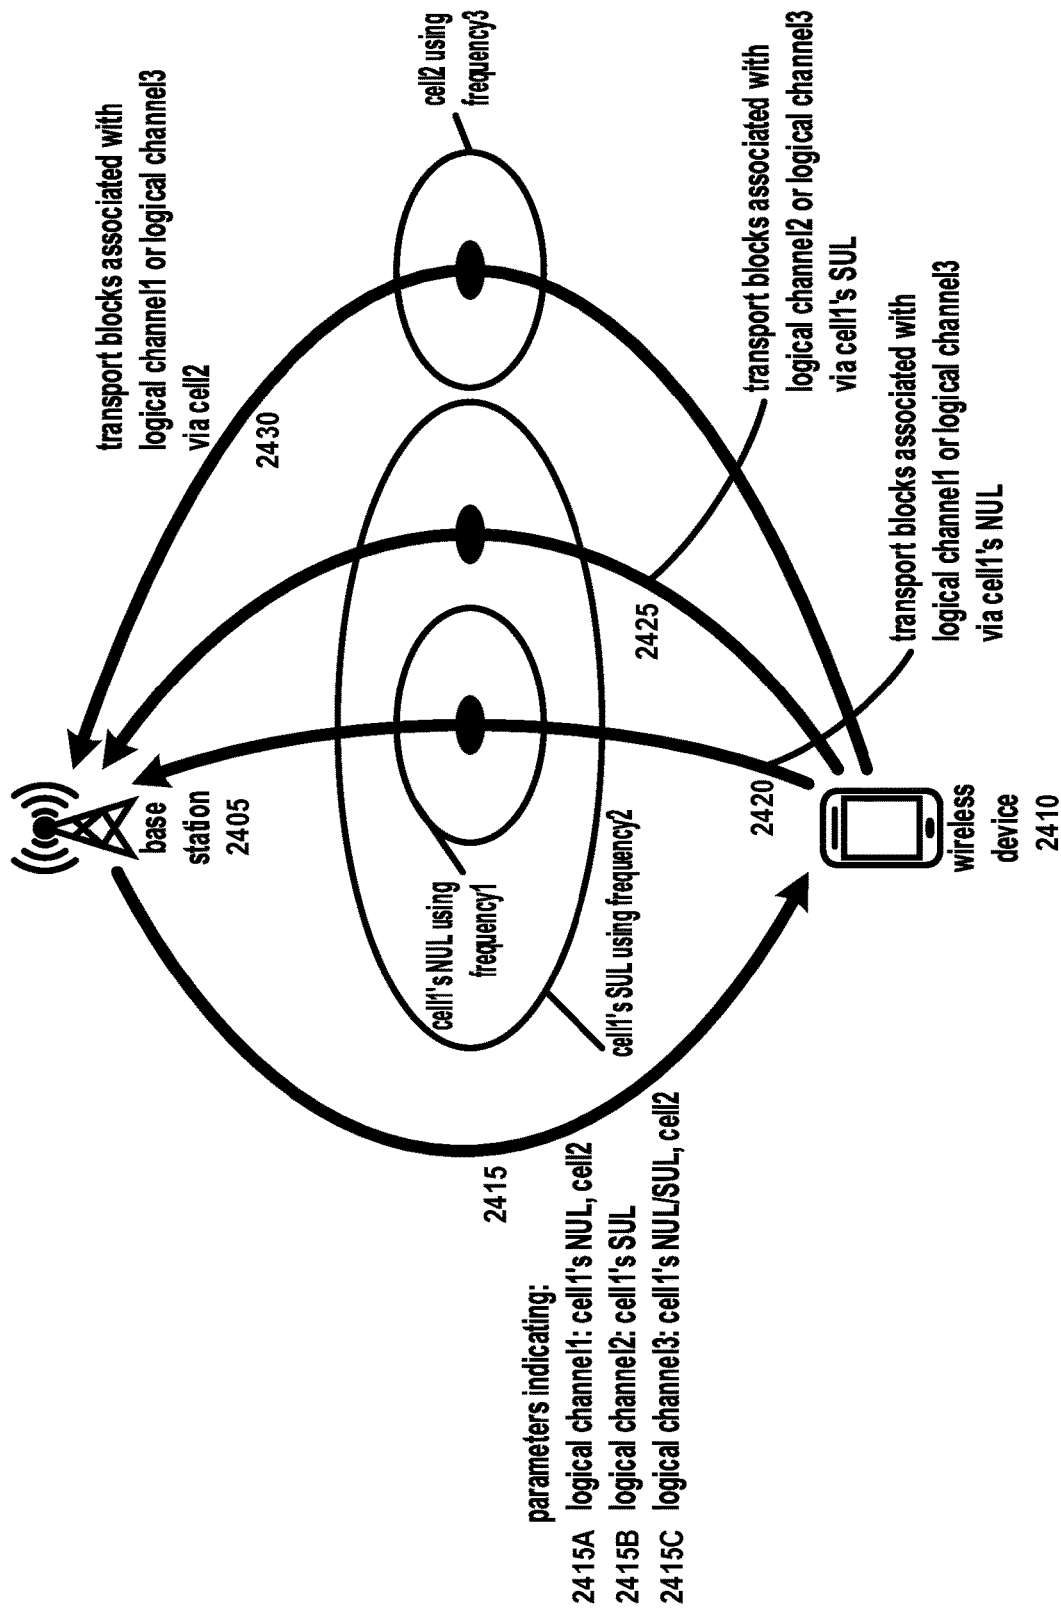 parameters indicating:
2415A logical channel1: cell1's NUL, cell2
2415B logical channel2: cell1's SUL
2415C logical channel3: cell1's NUL/SUL, cell2
2415
base
station
2405
cell1's NUL using
frequency1
cell1's SUL using frequency2
wireless
device
2410
2420
2425
2430
transport blocks associated with
logical channel1 or logical channel3
via cell2
cell2 using
frequency3
transport blocks associated with
logical channel2 or logical channel3
via cell1's SUL
transport blocks associated with
logical channel1 or logical channel3
via cell1's NUL